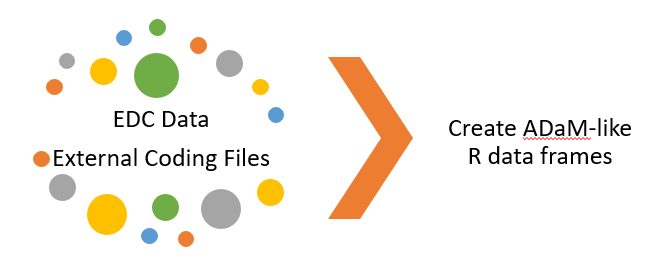 EDC Data
External Coding Files
Create ADaM-like
R data frames